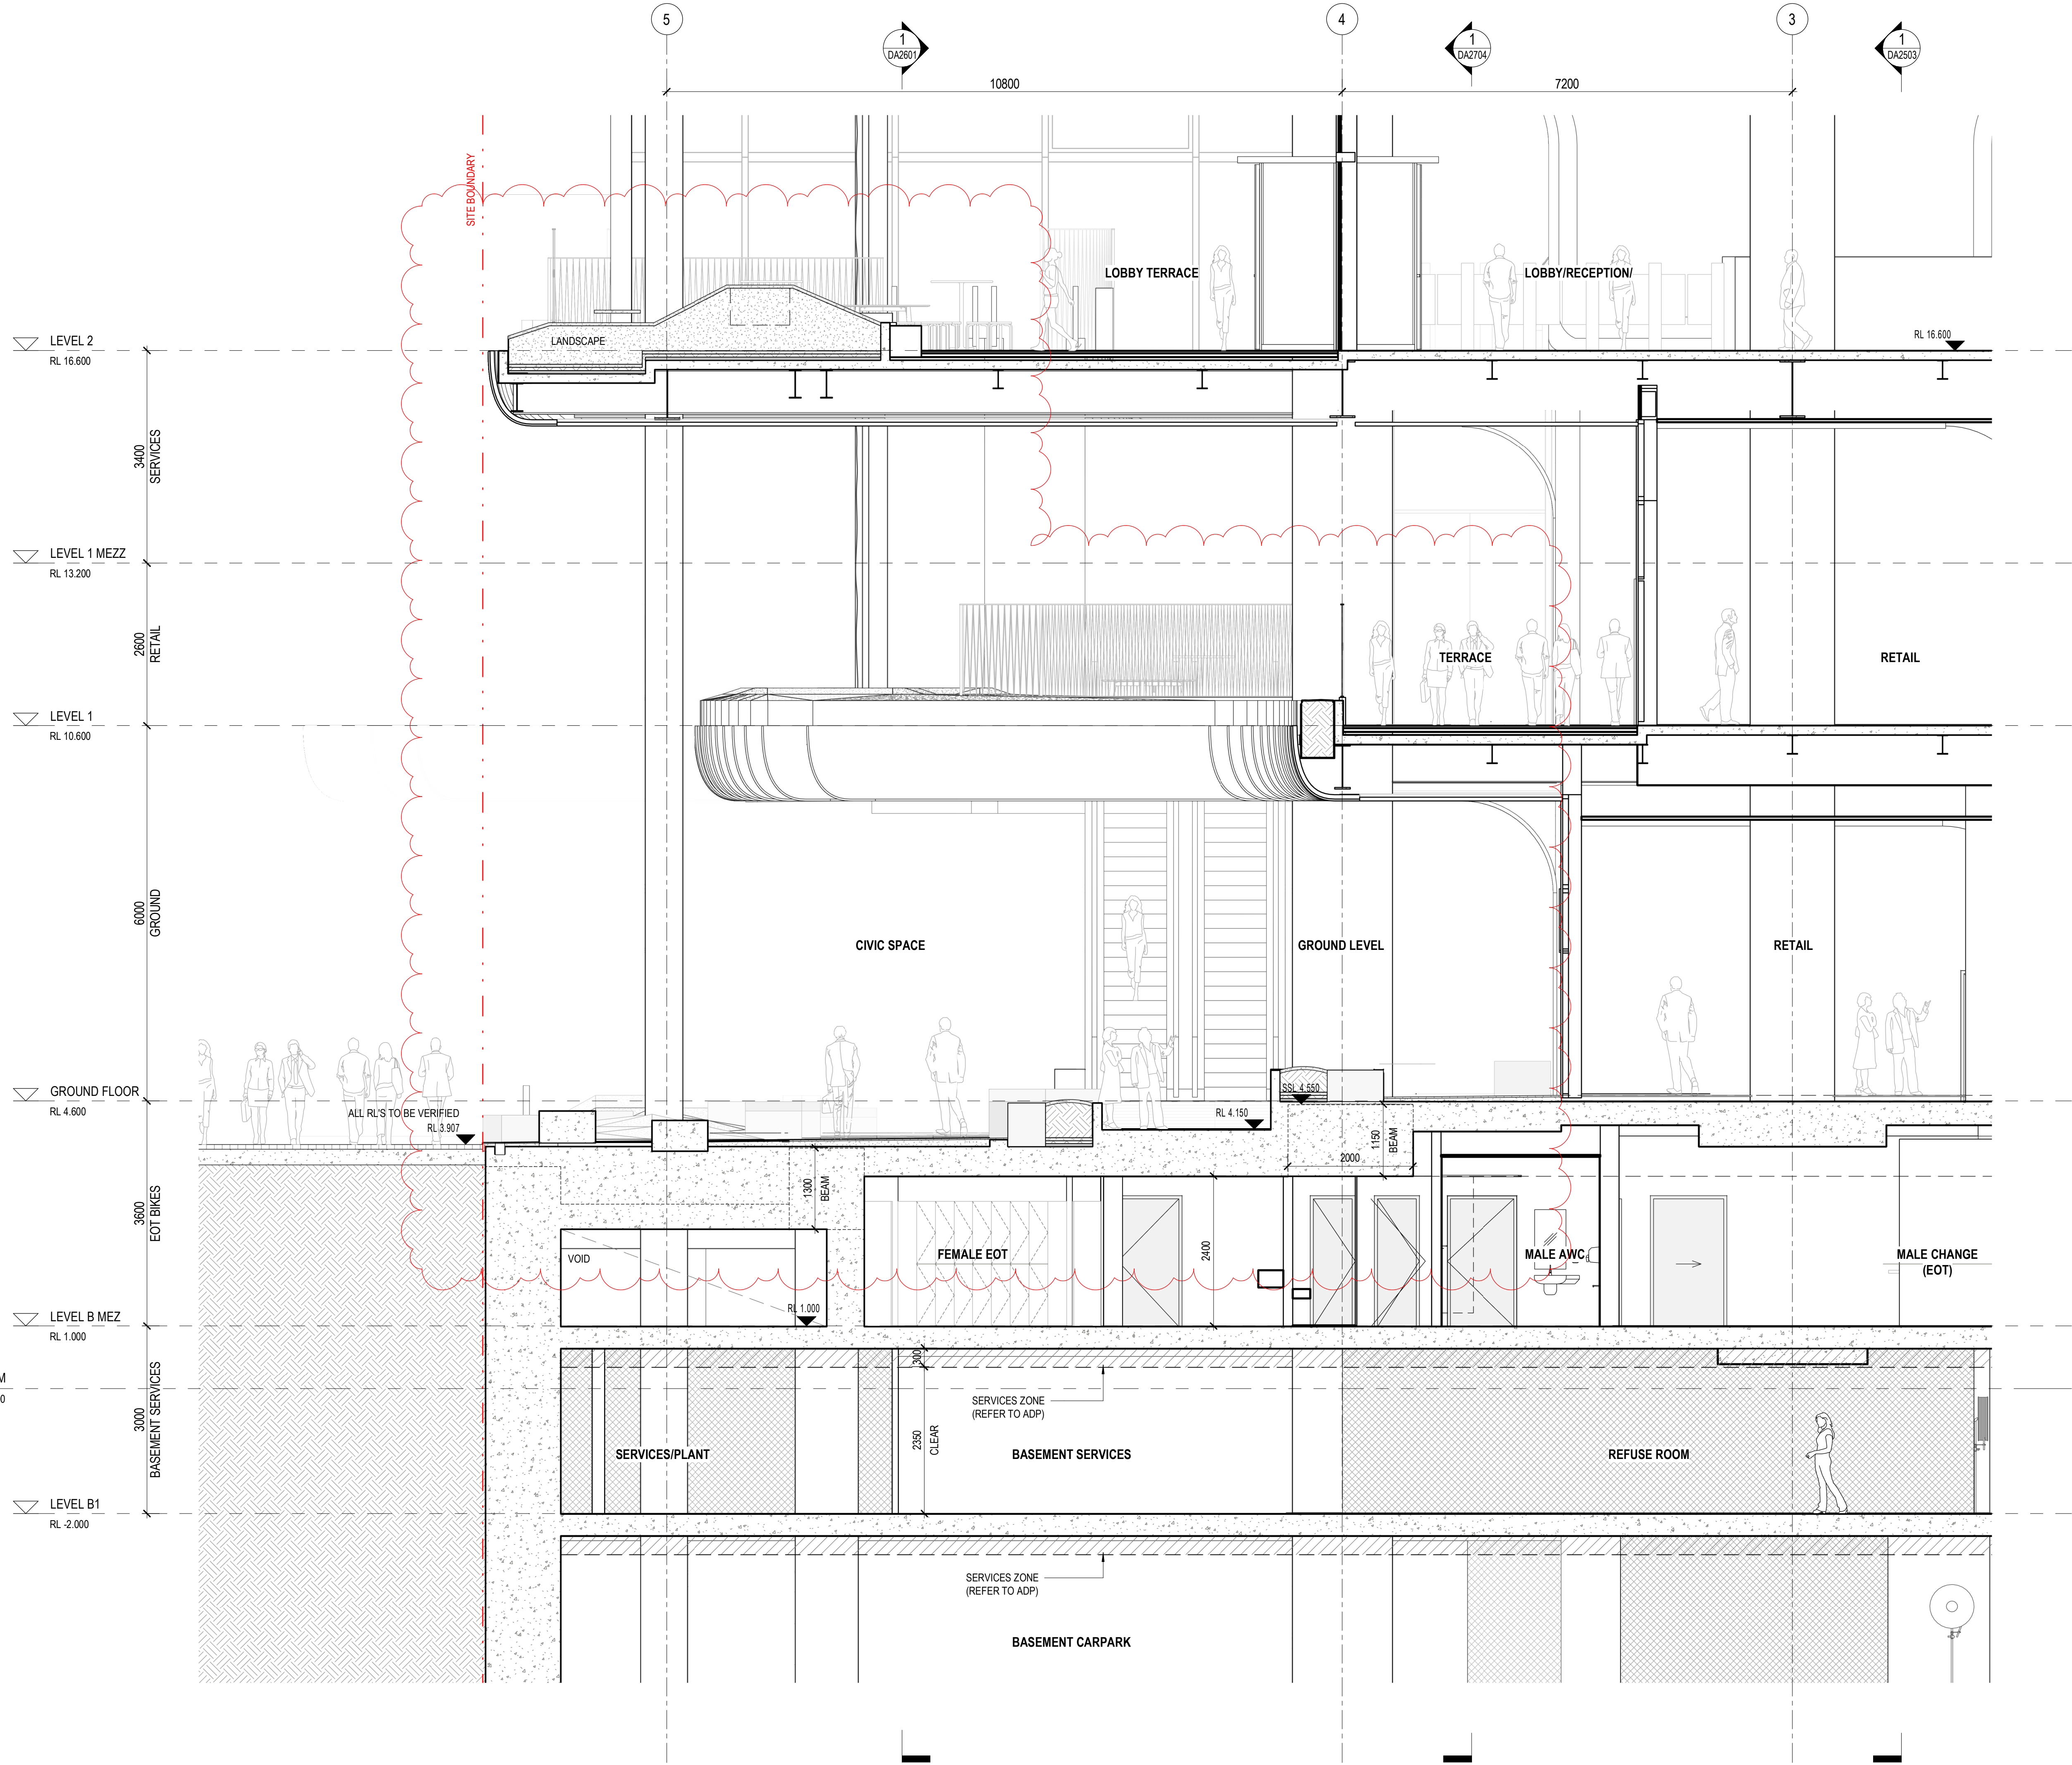 5
4
3
1
DA2601
1
DA2704
1
DA2503
10800
7200
SITE BOUNDARY
LOBBY TERRACE
LOBBY/RECEPTION/
LANDSCAPE
LEVEL 2
RL 16.600
RL 16.600
3400
SERVICES
LEVEL 1 MEZZ
RL 13.200
2600
RETAIL
TERRACE
RETAIL
LEVEL 1
RL 10.600
6000
GROUND
CIVIC SPACE
GROUND LEVEL
RETAIL
GROUND FLOOR
RL 4.600
ALL RL'S TO BE VERIFIED
RL 3.907
SSL 4.550
RL 4.150
1150
BEAM
2000
1300
BEAM
3600
EOT BIKES
VOID
FEMALE EOT
2400
MALE AWC
MALE CHANGE
(EOT)
RL 1.000
LEVEL B MEZ
RL 1.000
300
M
0
3000
BASEMENT SERVICES
SERVICES ZONE
(REFER TO ADP)
2350
CLEAR
SERVICES/PLANT
BASEMENT SERVICES
REFUSE ROOM
LEVEL B1
RL -2.000
SERVICES ZONE
(REFER TO ADP)
BASEMENT CARPARK